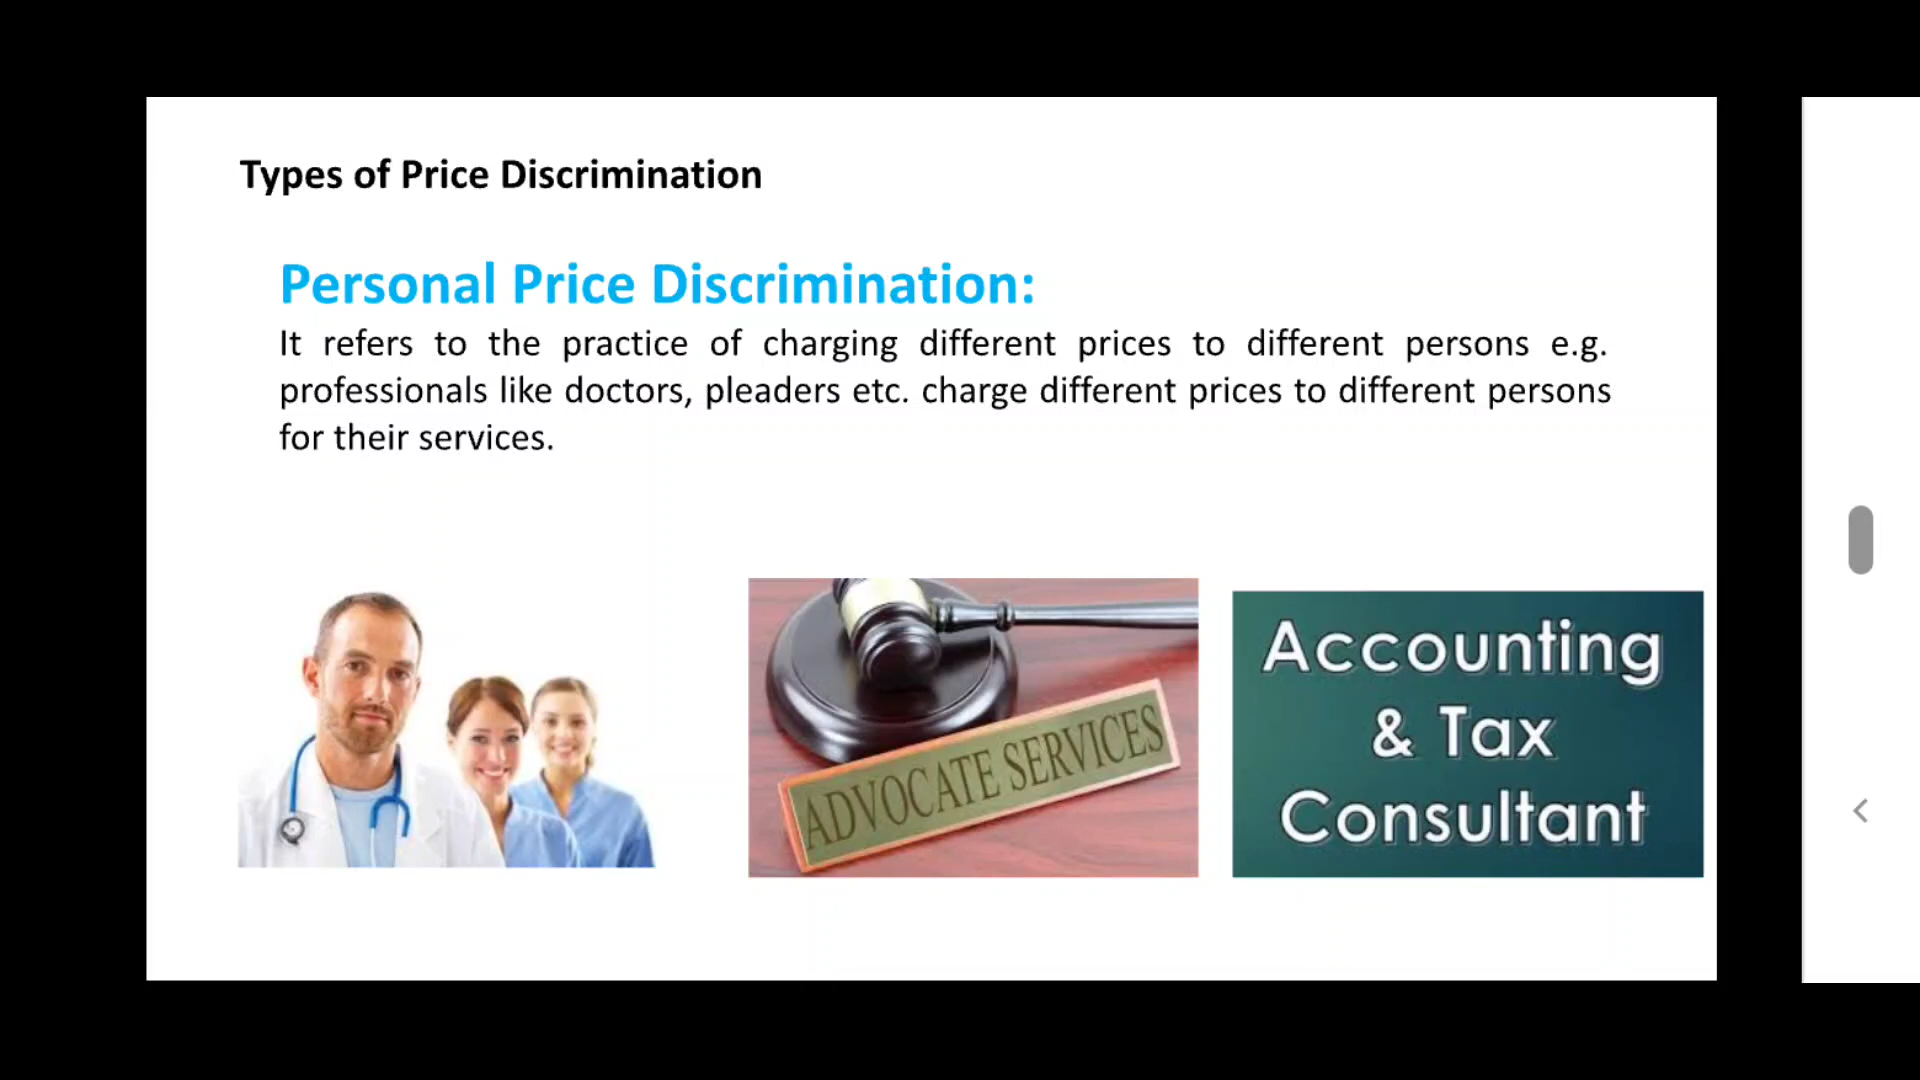 Types of Price Discrimination
Personal Price Discrimination:
It refers to the practice of charging different prices to different persons e.g.
professionals like doctors, pleaders etc. charge different prices to different persons
for their services.
ADVOCATE SERVICES
Accounting
& Tax
Consultant